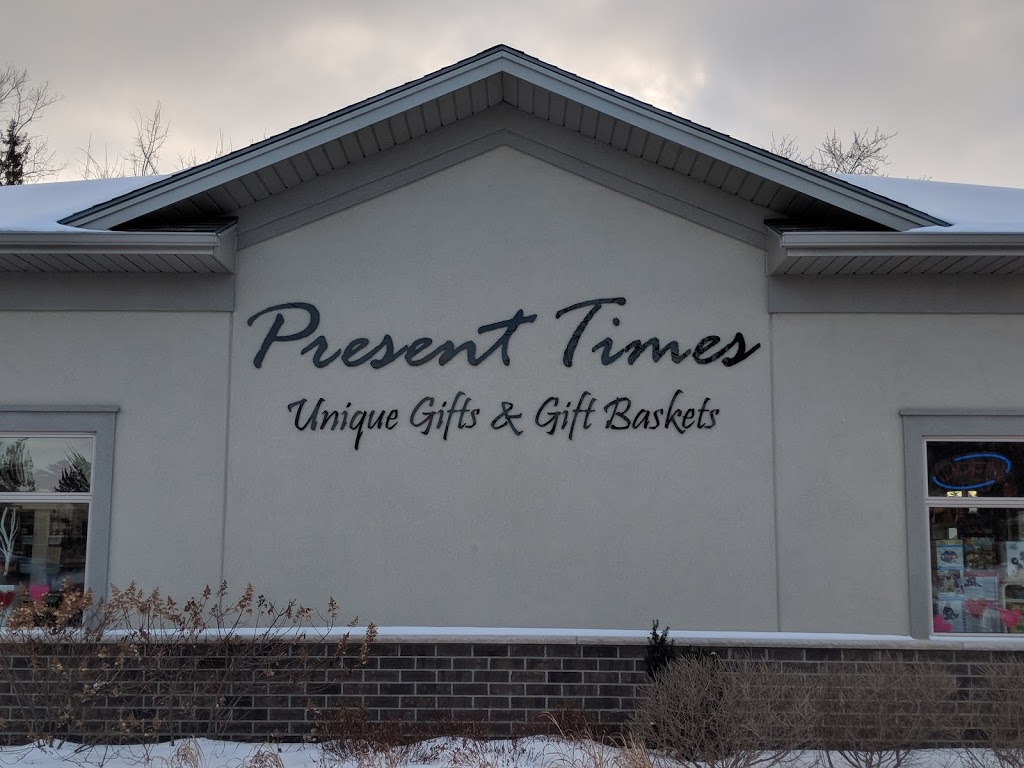 Present Times
Unique Gifts & Gift Baskets
OPEN